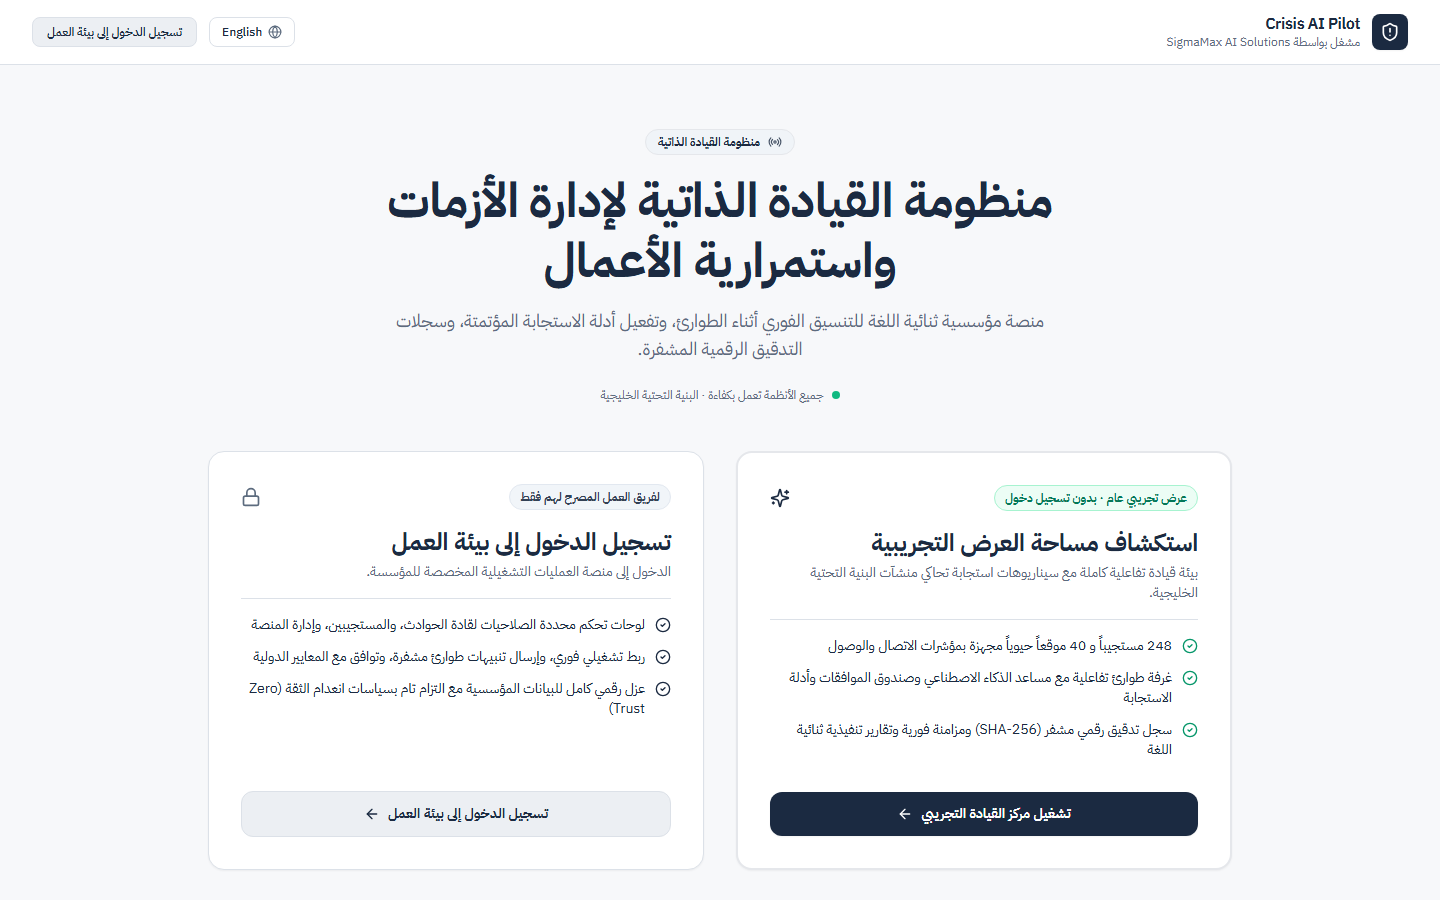 Crisis AI Pilot
مشغل بواسطة SigmaMax AI Solutions
English
تسجيل الدخول إلى بيئة العمل
منظومة القيادة الذاتية
منظومة القيادة الذاتية لإدارة الأزمات
واستمرارية الأعمال
منصة مؤسسية ثنائية اللغة للتنسيق الفوري أثناء الطوارئ، وتفعيل أدلة الاستجابة المؤتمتة، وسجلات
التدقيق الرقمية المشفرة.
جميع الأنظمة تعمل بكفاءة · البنية التحتية الخليجية
عرض تجريبي عام · بدون تسجيل دخول
استكشاف مساحة العرض التجريبية
بيئة قيادة تفاعلية كاملة مع سيناريوهات استجابة تحاكي منشآت البنية التحتية
الخليجية.
248 مستجيباً و 40 موقعاً حيوياً مجهزة بمؤشرات الاتصال والوصول
غرفة طوارئ تفاعلية مع مساعد الذكاء الاصطناعي وصندوق الموافقات وأدلة
الاستجابة
سجل تدقيق رقمي مشفر (SHA-256) ومزامنة فورية وتقارير تنفيذية ثنائية
اللغة
تشغيل مركز القيادة التجريبي
لفريق العمل المصرح لهم فقط
تسجيل الدخول إلى بيئة العمل
الدخول إلى منصة العمليات التشغيلية المخصصة للمؤسسة.
لوحات تحكم محددة الصلاحيات لقادة الحوادث، والمستجيبين، وإدارة المنصة
ربط تشغيلي فوري، وإرسال تنبيهات طوارئ مشفرة، وتوافق مع المعايير الدولية
عزل رقمي كامل للبيانات المؤسسية مع التزام تام بسياسات انعدام الثقة (Zero
Trust)
تسجيل الدخول إلى بيئة العمل